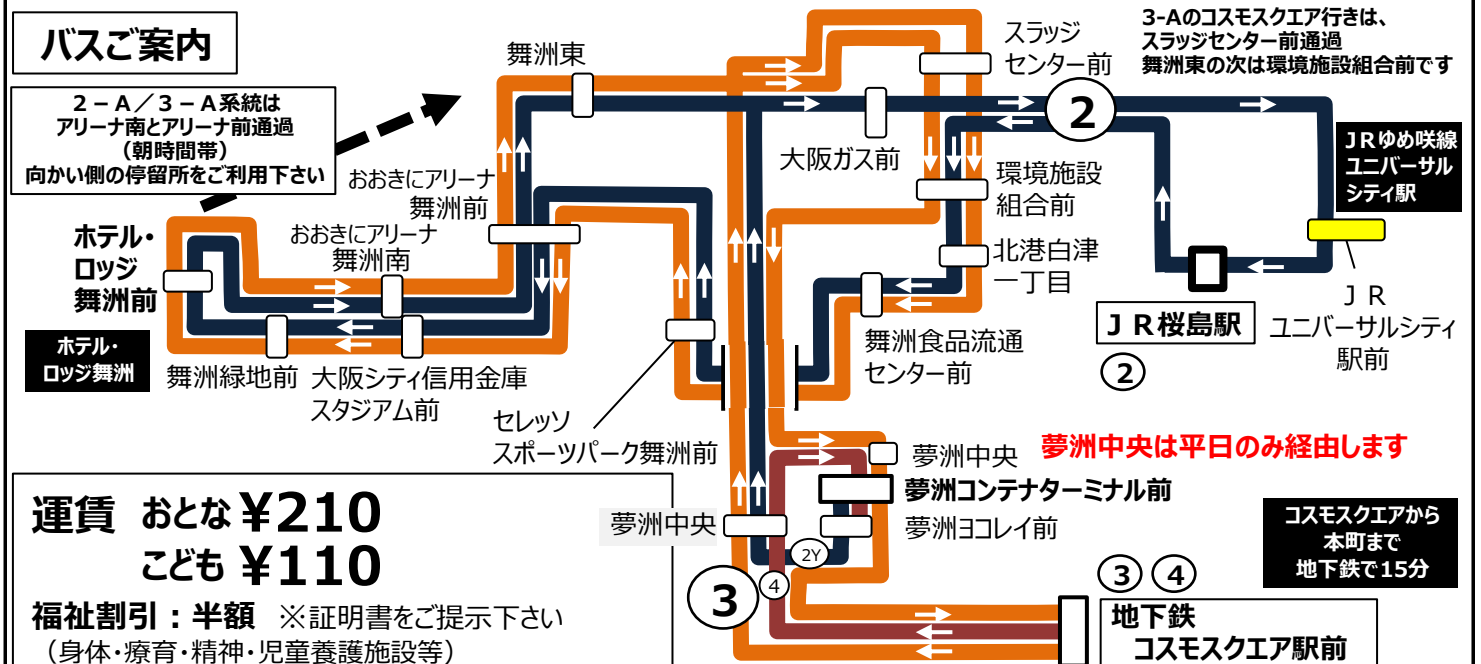 バスご案内
２－Ａ／３－Ａ系統は
アリーナ南とアリーナ前通過
(朝時間帯)
向かい側の停留所をご利用下さい
舞洲東
スラッジ
センター前
3-Aのコスモスクエア行きは、
スラッジセンター前通過
舞洲東の次は環境施設組合前です
②
大阪ガス前
ＪＲゆめ咲線
ユニバーサル
シティ駅
環境施設
組合前
おおきにアリーナ
舞洲前
おおきにアリーナ
舞洲南
ホテル・
ロッジ
舞洲前
北港白津
一丁目
ＪＲ桜島駅
②
ＪＲ
ユニバーサルシティ
駅前
ホテル・
ロッジ舞洲
舞洲緑地前
大阪シティ信用金庫
スタジアム前
舞洲食品流通
センター前
セレッソ
スポーツパーク舞洲前
夢洲中央
夢洲中央は平日のみ経由します
夢洲コンテナターミナル前
夢洲中央
夢洲ヨコレイ前
2Y
③
④
コスモスクエアから
本町まで
地下鉄で15分
③ ④
地下鉄
コスモスクエア駅前
運賃 おとな ¥210
こども ¥110
福祉割引：半額 ※証明書をご提示下さい
（身体・療育・精神・児童養護施設等）